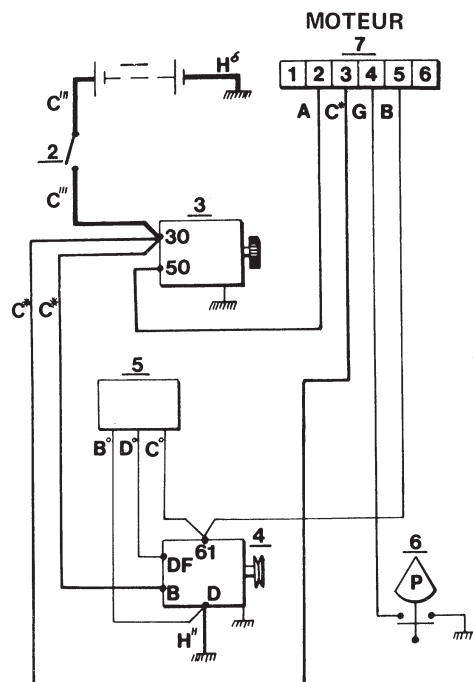 MOTEUR
7
1 2 3 4 5 6
A C* G B
H6
C'''
2
C'''
3
30
50
C* C*
5
B° D° C°
61
4
DF
B
D
H"
6
P